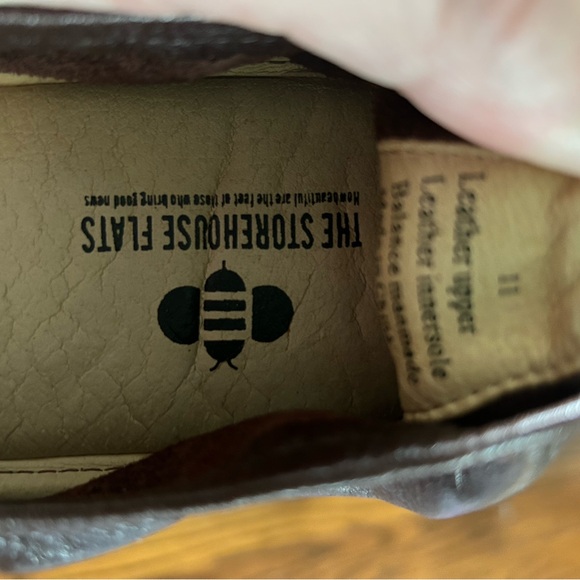 THE STOREHOUSE FLATS
How beautiful are the feet of those who bring good news
11
Leather upper
Leather innersole
Balance manmade